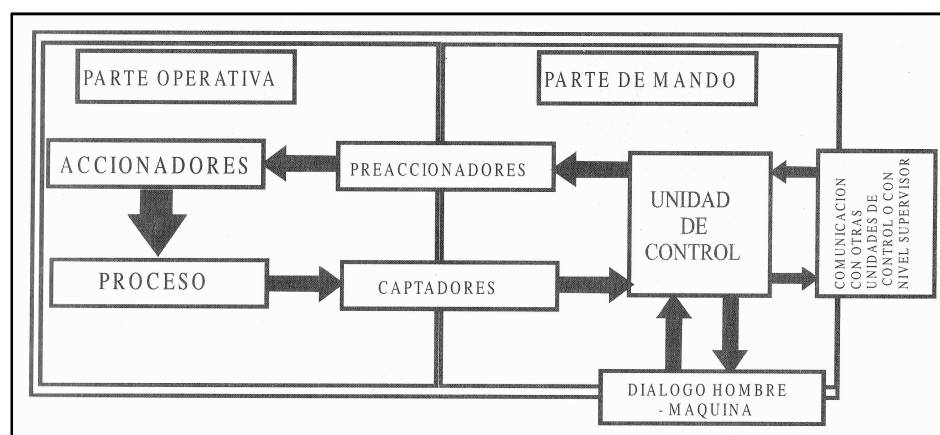 PARTE OPERATIVA
PARTE DE MANDO
ACCIONADORES
PREACCIONADORES
UNIDAD
DE
CONTROL
COMUNICACION
CON OTRAS
UNIDADES DE
CONTROL O CON
NIVEL SUPERVISOR
PROCESO
CAPTADORES
DIALOGO HOMBRE
- MAQUINA